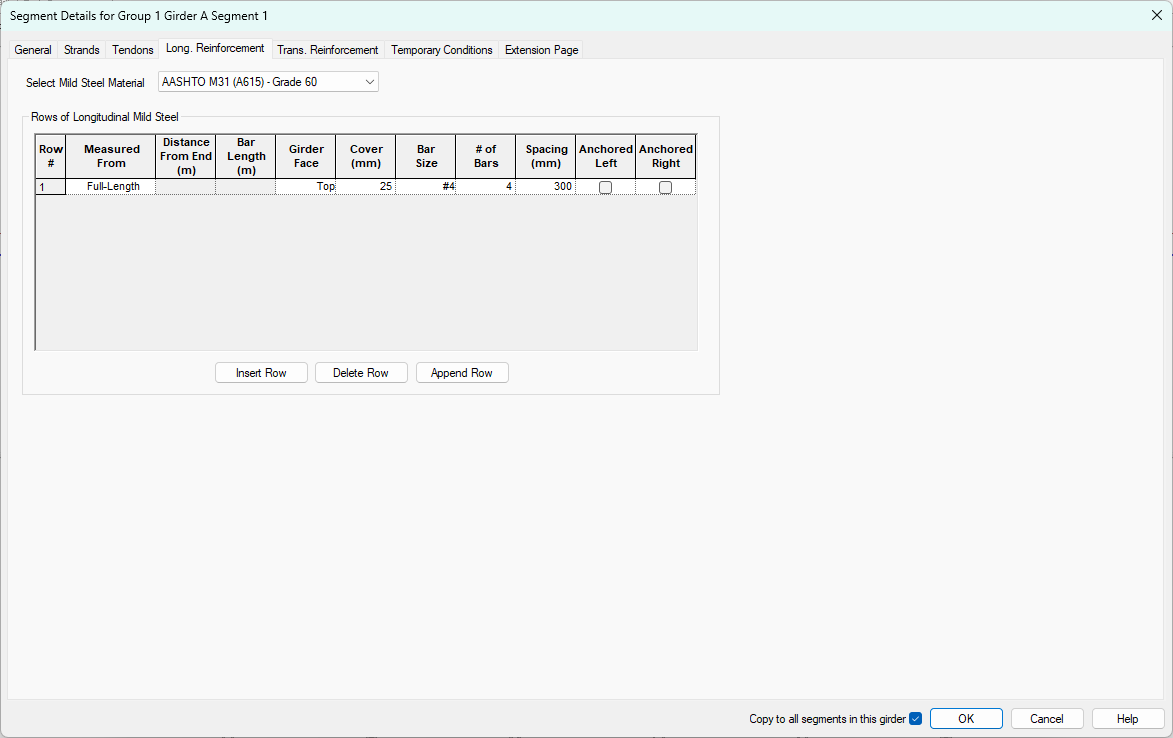 Segment Details for Group 1 Girder A Segment 1
General Strands Tendons Long. Reinforcement Trans. Reinforcement Temporary Conditions Extension Page
Select Mild Steel Material AASHTO M31 (A615) - Grade 60
Rows of Longitudinal Mild Steel
Row # Measured From Distance From End (m) Bar Length (m) Girder Face Cover (mm) Bar Size # of Bars Spacing (mm) Anchored Left Anchored Right
1 Full-Length Top 25 #4 4 300
Insert Row Delete Row Append Row
Copy to all segments in this girder OK Cancel Help